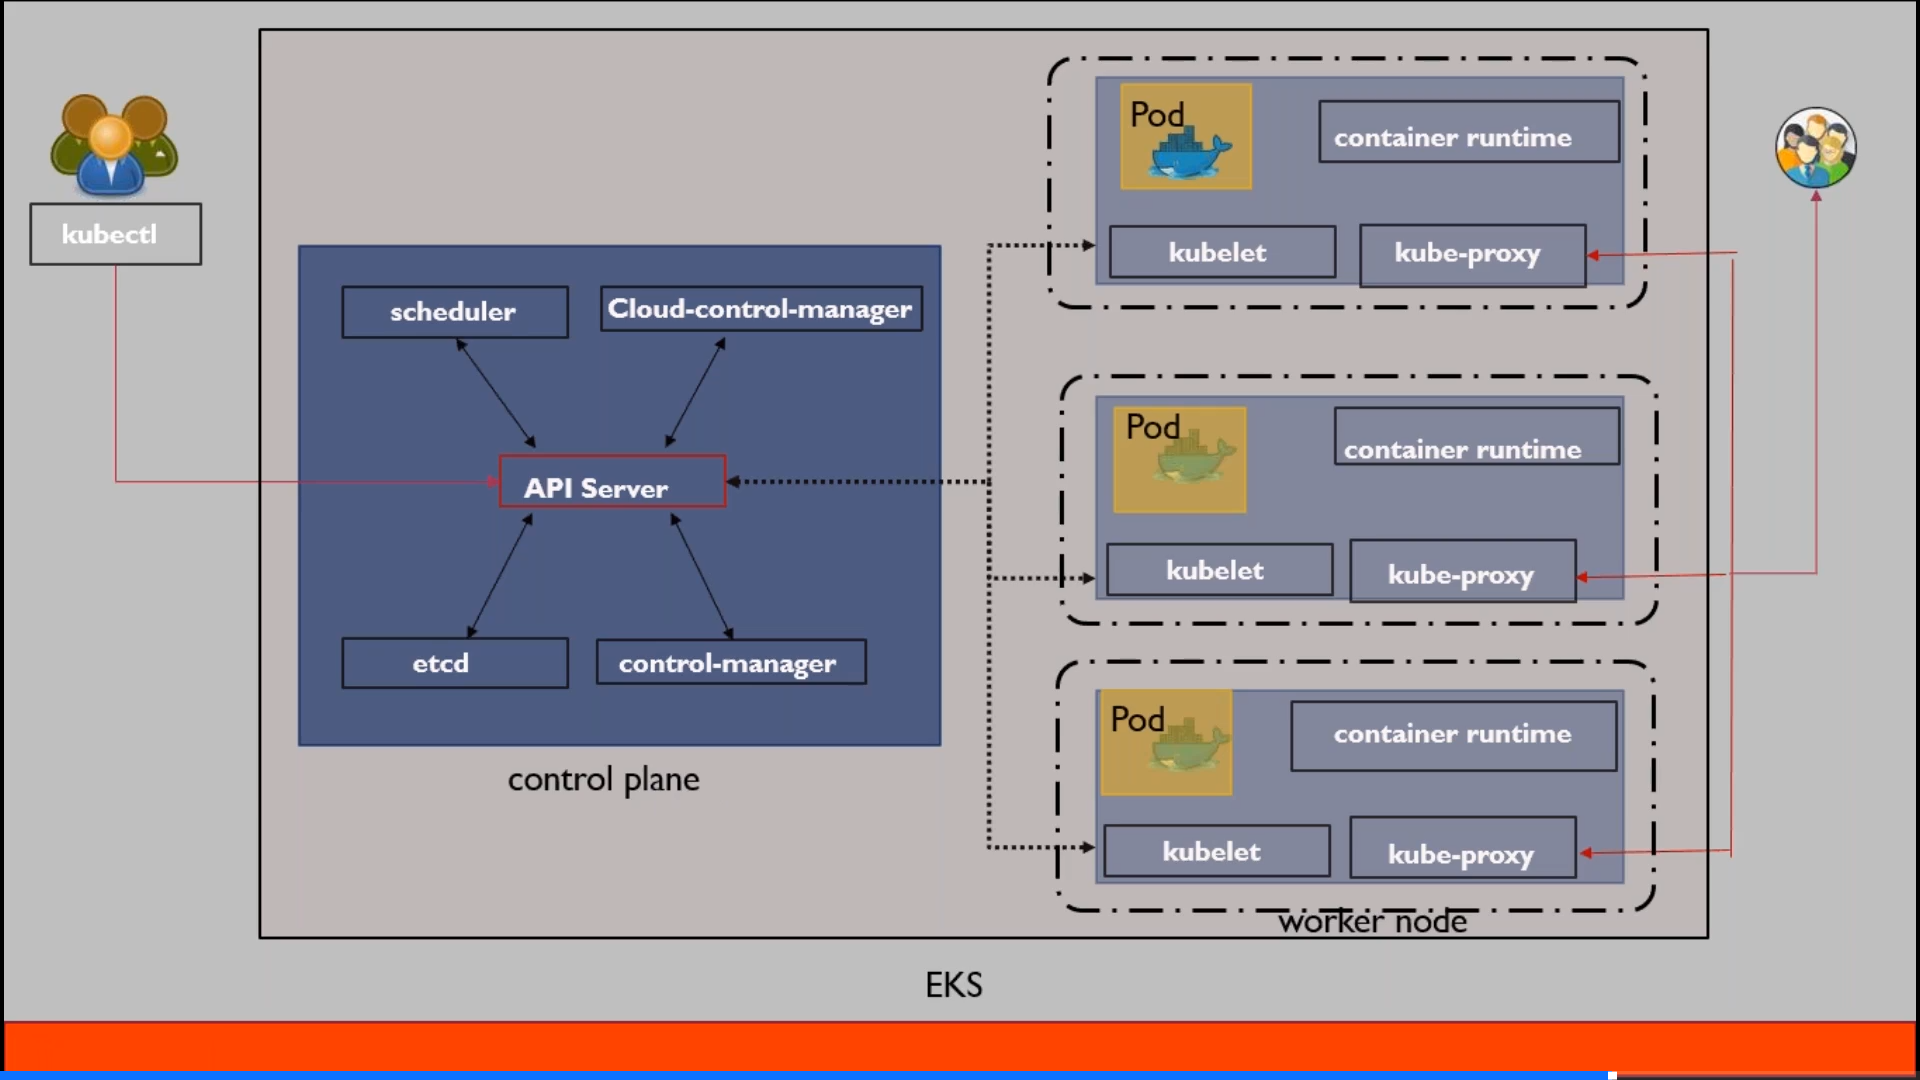 kubectl
scheduler
Cloud-control-manager
API Server
etcd
control-manager
control plane
Pod
container runtime
kubelet
kube-proxy
Pod
container runtime
kubelet
kube-proxy
Pod
container runtime
kubelet
kube-proxy
worker node
EKS